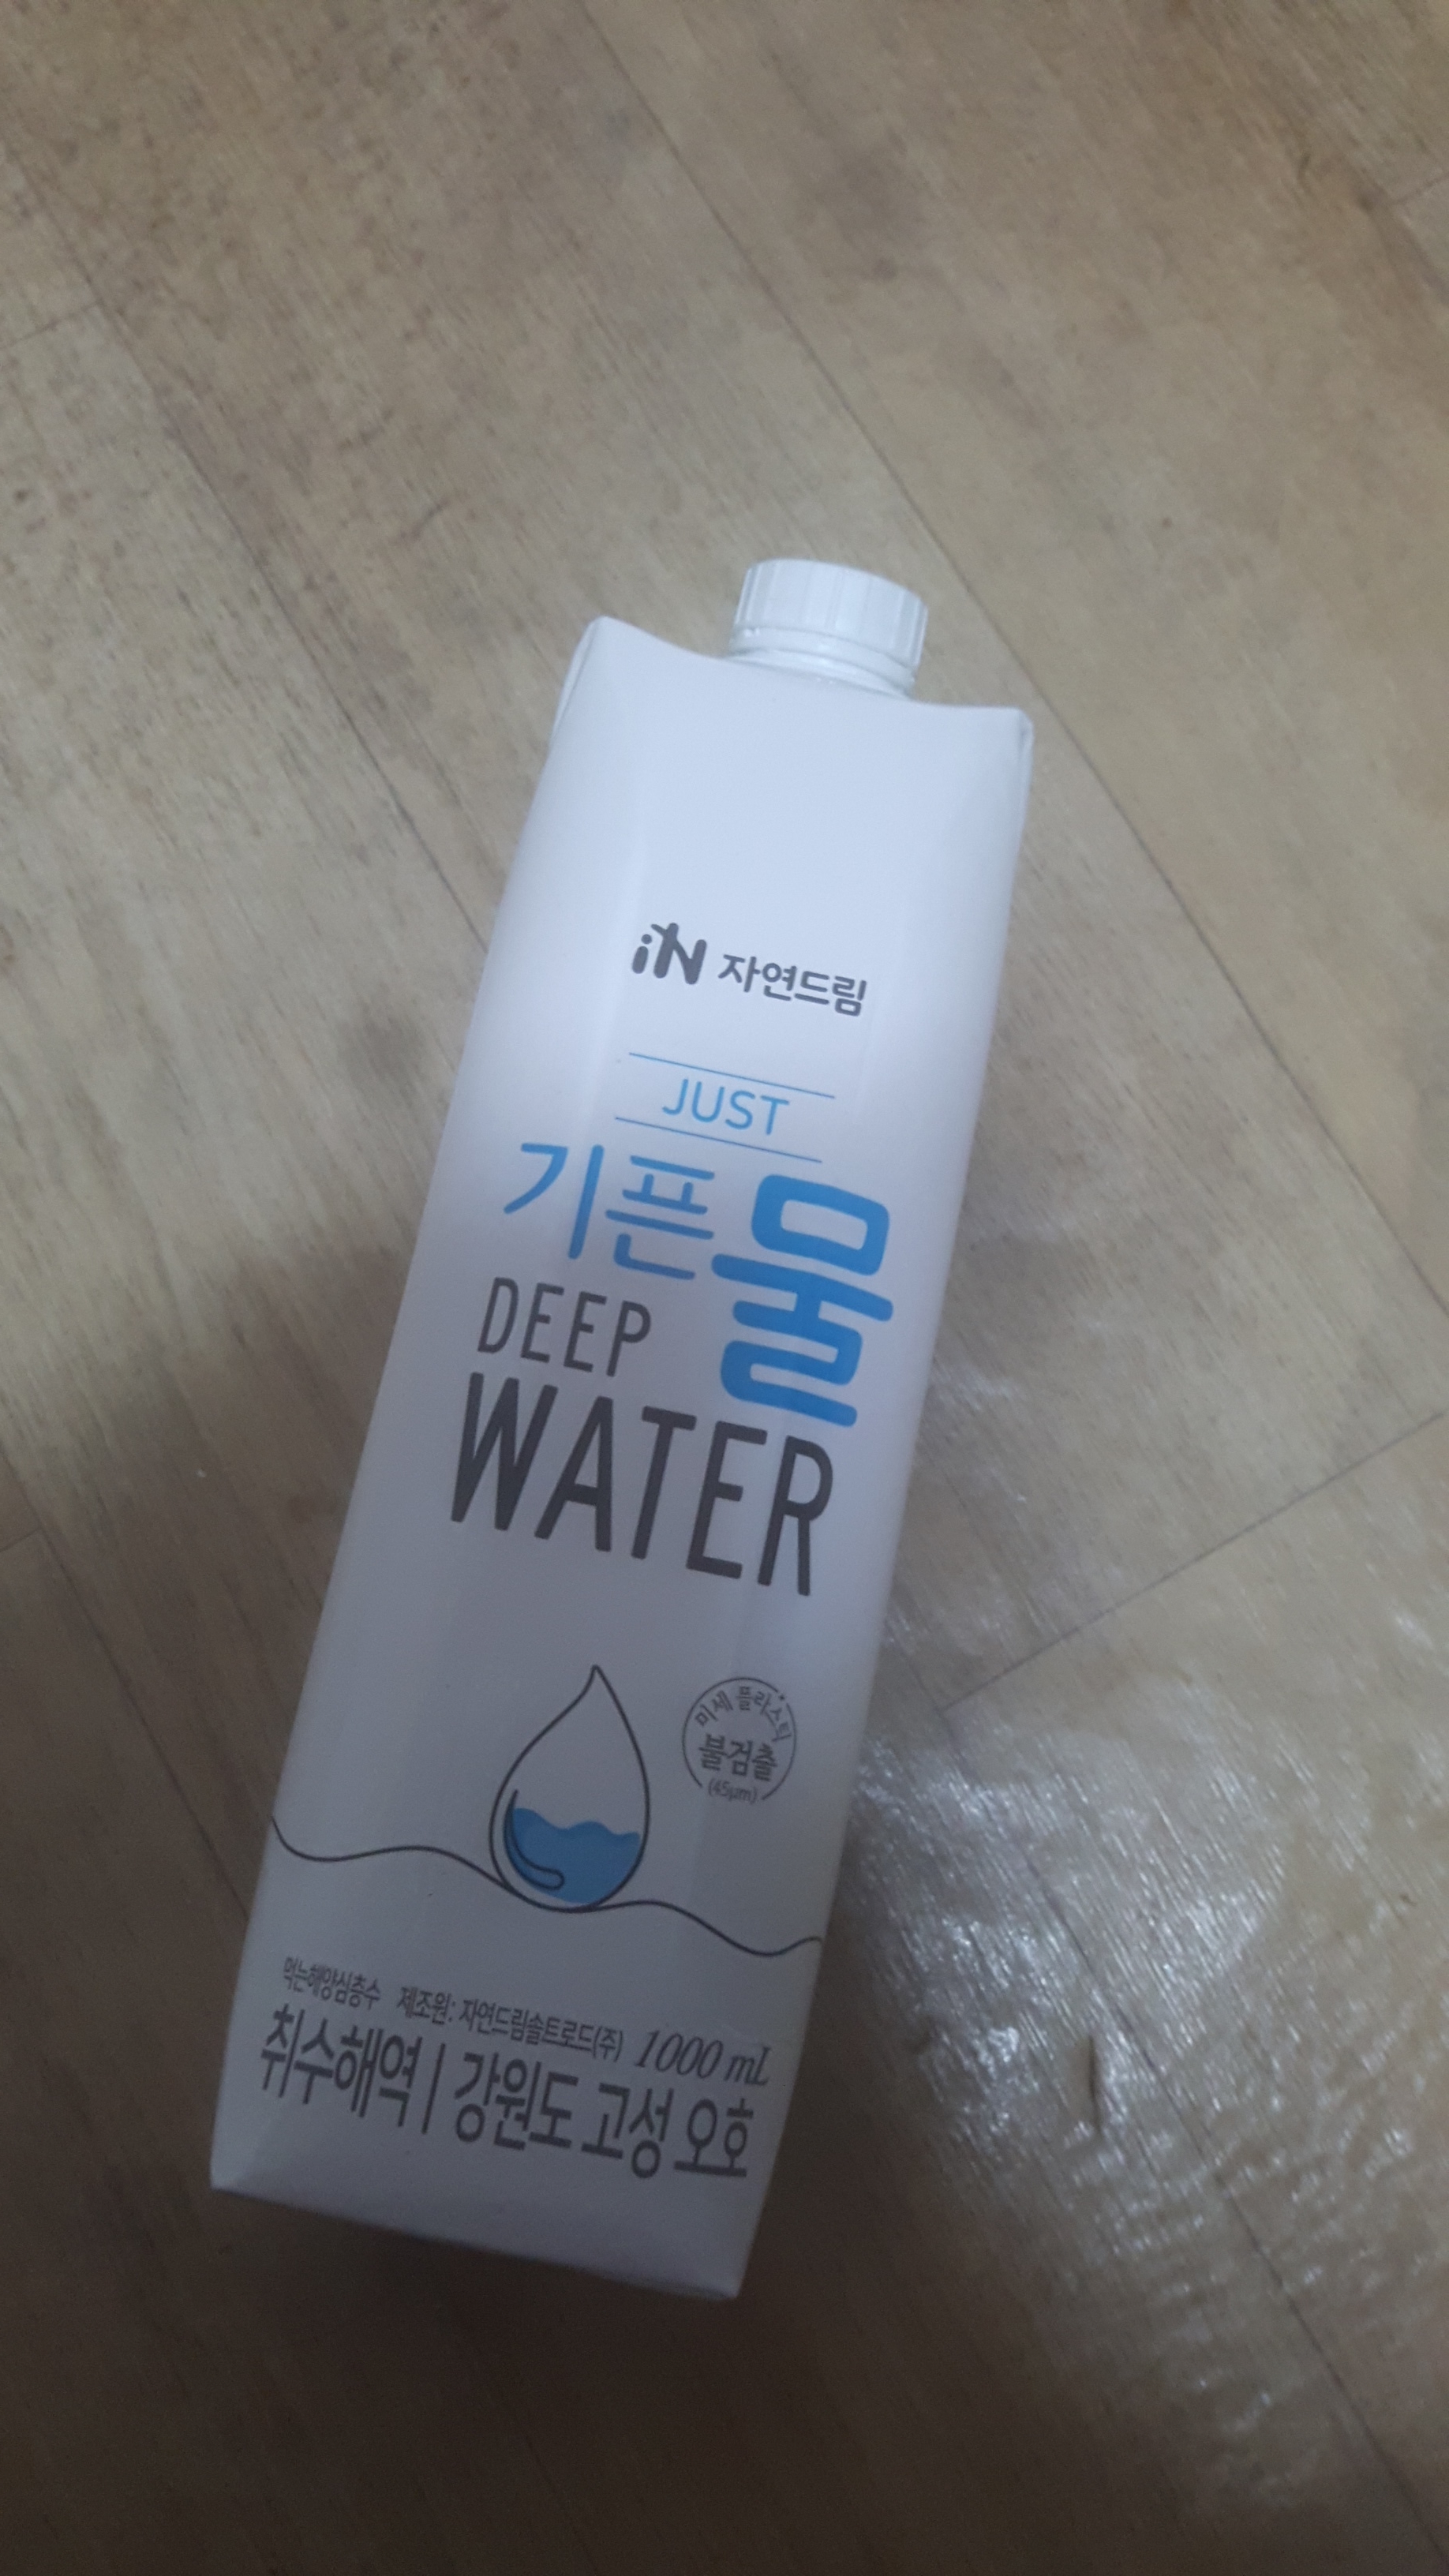 iN 자연드림
JUST
기픈물
DEEP
WATER
미세 플라스틱
불검출
(45μm)
먹는해양심층수 제조원: 자연드림솔트로드(주) 1000 mL
취수해역 | 강원도 고성 오호